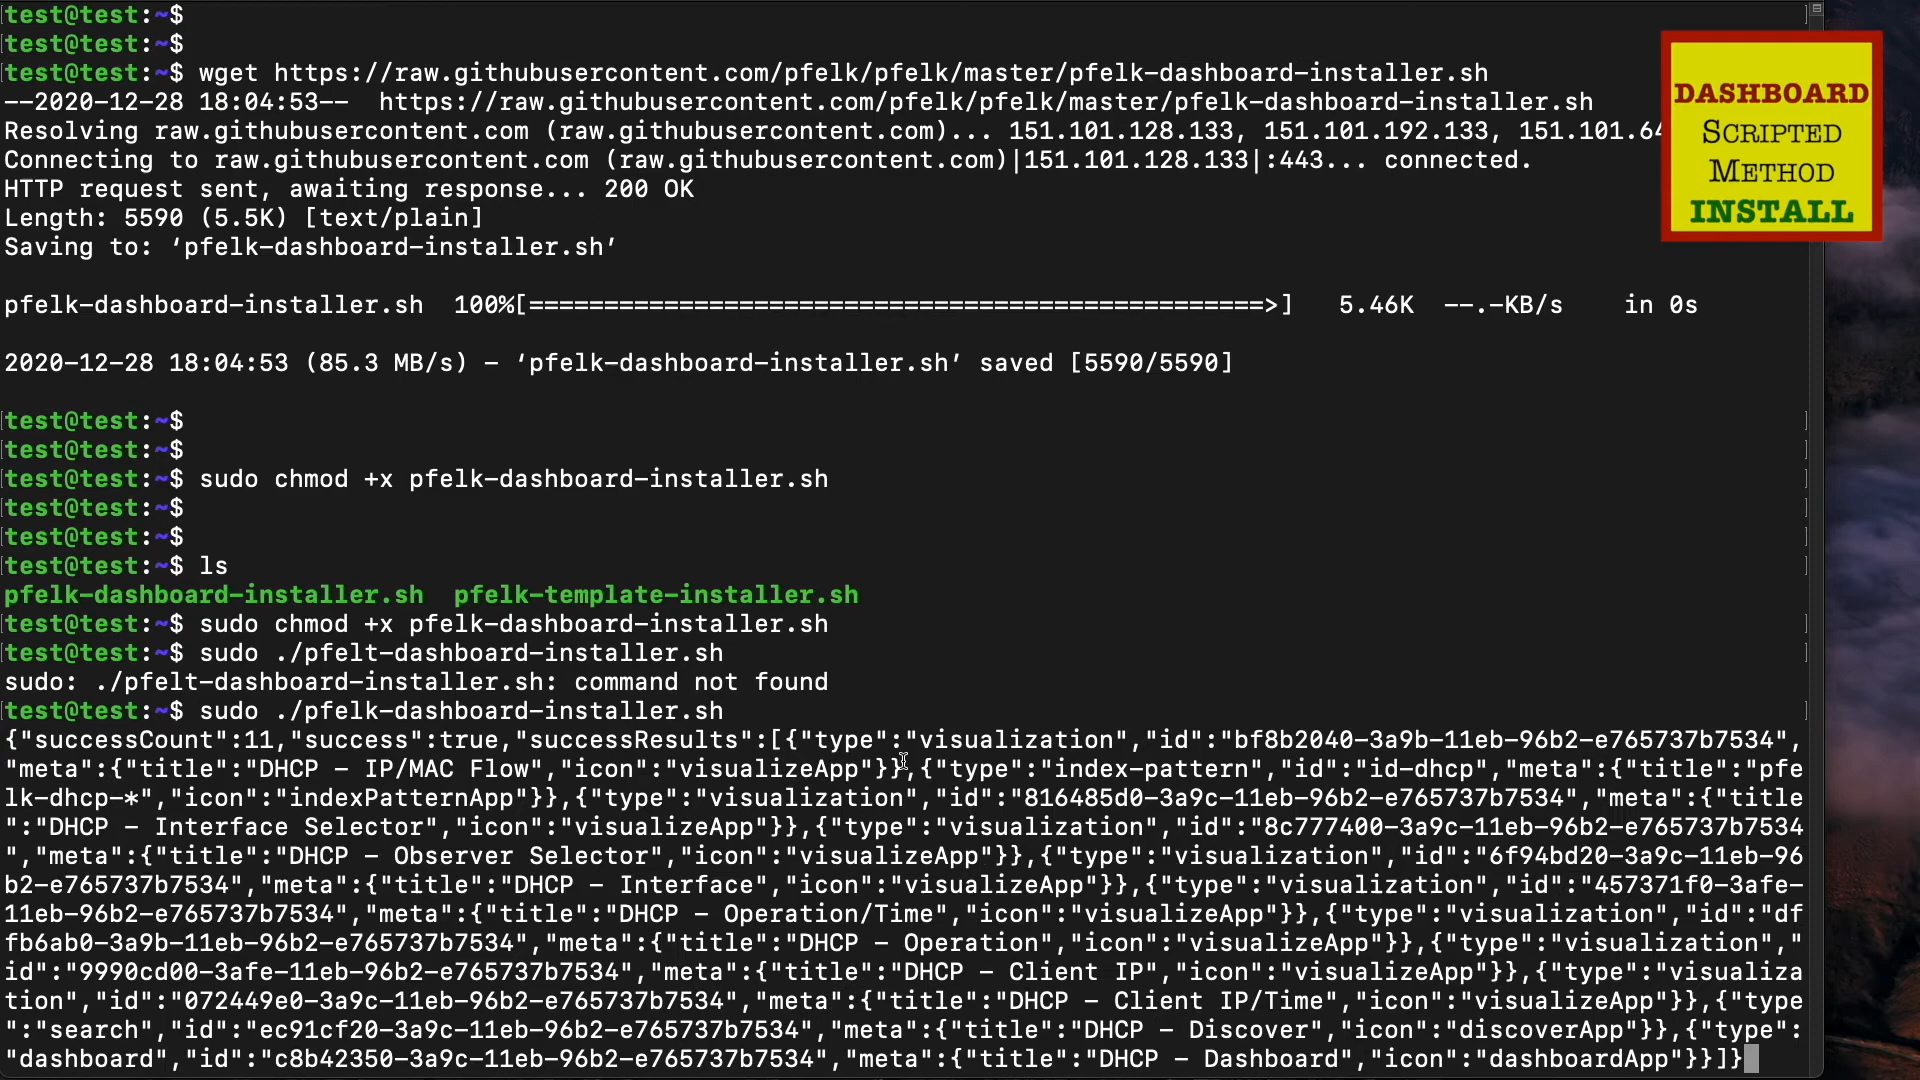 test@test:~$
test@test:~$
test@test:~$ wget https://raw.githubusercontent.com/pfelk/pfelk/master/pfelk-dashboard-installer.sh
--2020-12-28 18:04:53--  https://raw.githubusercontent.com/pfelk/pfelk/master/pfelk-dashboard-installer.sh
Resolving raw.githubusercontent.com (raw.githubusercontent.com)... 151.101.128.133, 151.101.192.133, 151.101.64
Connecting to raw.githubusercontent.com (raw.githubusercontent.com)|151.101.128.133|:443... connected.
HTTP request sent, awaiting response... 200 OK
Length: 5590 (5.5K) [text/plain]
Saving to: ‘pfelk-dashboard-installer.sh’
pfelk-dashboard-installer.sh  100%[=================================================>]   5.46K  --.-KB/s    in 0s
2020-12-28 18:04:53 (85.3 MB/s) - ‘pfelk-dashboard-installer.sh’ saved [5590/5590]
test@test:~$
test@test:~$
test@test:~$ sudo chmod +x pfelk-dashboard-installer.sh
test@test:~$
test@test:~$
test@test:~$ ls
pfelk-dashboard-installer.sh  pfelk-template-installer.sh
test@test:~$ sudo chmod +x pfelk-dashboard-installer.sh
test@test:~$ sudo ./pfelt-dashboard-installer.sh
sudo: ./pfelt-dashboard-installer.sh: command not found
test@test:~$ sudo ./pfelk-dashboard-installer.sh
{"successCount":11,"success":true,"successResults":[{"type":"visualization","id":"bf8b2040-3a9b-11eb-96b2-e765737b7534",
"meta":{"title":"DHCP - IP/MAC Flow","icon":"visualizeApp"}},{"type":"index-pattern","id":"id-dhcp","meta":{"title":"pfe
lk-dhcp-*","icon":"indexPatternApp"}},{"type":"visualization","id":"816485d0-3a9c-11eb-96b2-e765737b7534","meta":{"title
":"DHCP - Interface Selector","icon":"visualizeApp"}},{"type":"visualization","id":"8c777400-3a9c-11eb-96b2-e765737b7534
","meta":{"title":"DHCP - Observer Selector","icon":"visualizeApp"}},{"type":"visualization","id":"6f94bd20-3a9c-11eb-96
b2-e765737b7534","meta":{"title":"DHCP - Interface","icon":"visualizeApp"}},{"type":"visualization","id":"457371f0-3afe-
11eb-96b2-e765737b7534","meta":{"title":"DHCP - Operation/Time","icon":"visualizeApp"}},{"type":"visualization","id":"df
fb6ab0-3a9b-11eb-96b2-e765737b7534","meta":{"title":"DHCP - Operation","icon":"visualizeApp"}},{"type":"visualization","
id":"9990cd00-3afe-11eb-96b2-e765737b7534","meta":{"title":"DHCP - Client IP","icon":"visualizeApp"}},{"type":"visualiza
tion","id":"072449e0-3a9c-11eb-96b2-e765737b7534","meta":{"title":"DHCP - Client IP/Time","icon":"visualizeApp"}},{"type
":"search","id":"ec91cf20-3a9c-11eb-96b2-e765737b7534","meta":{"title":"DHCP - Discover","icon":"discoverApp"}},{"type":
"dashboard","id":"c8b42350-3a9c-11eb-96b2-e765737b7534","meta":{"title":"DHCP - Dashboard","icon":"dashboardApp"}}]}
DASHBOARD
SCRIPTED
METHOD
INSTALL